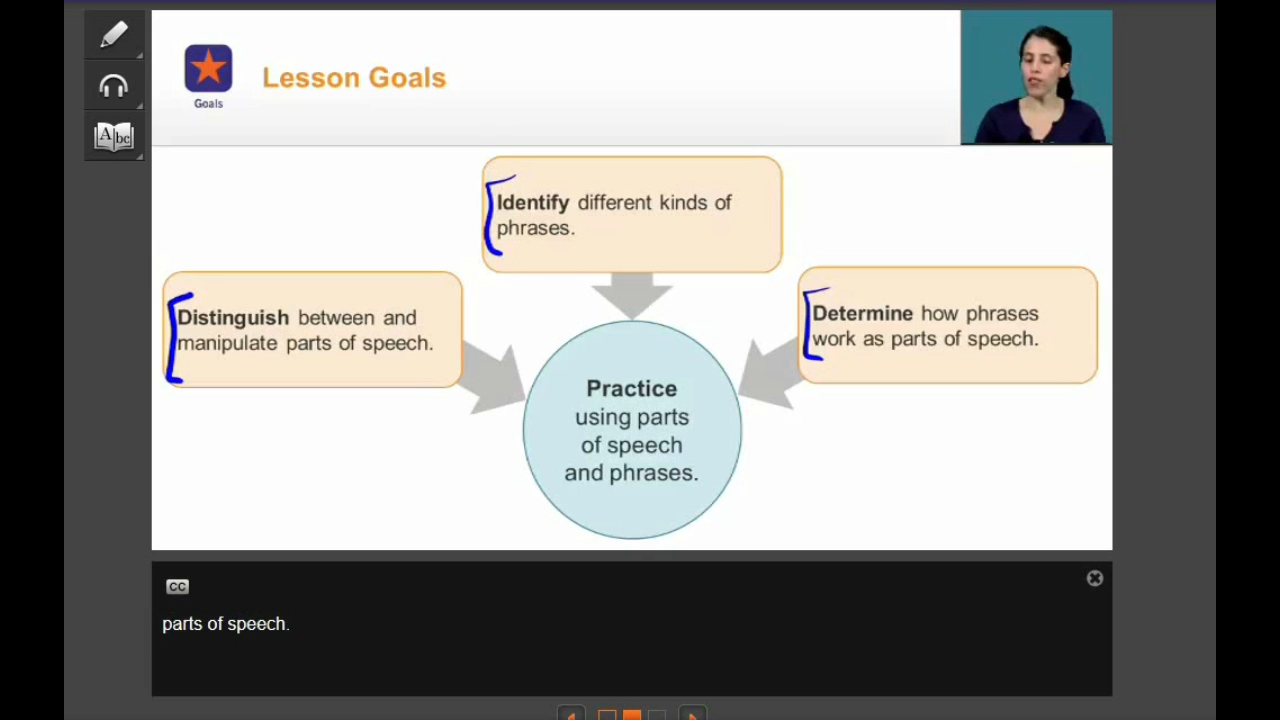 Abc
Goals
Lesson Goals
Identify different kinds of
phrases.
Distinguish between and
manipulate parts of speech.
Determine how phrases
work as parts of speech.
Practice
using parts
of speech
and phrases.
CC
parts of speech.